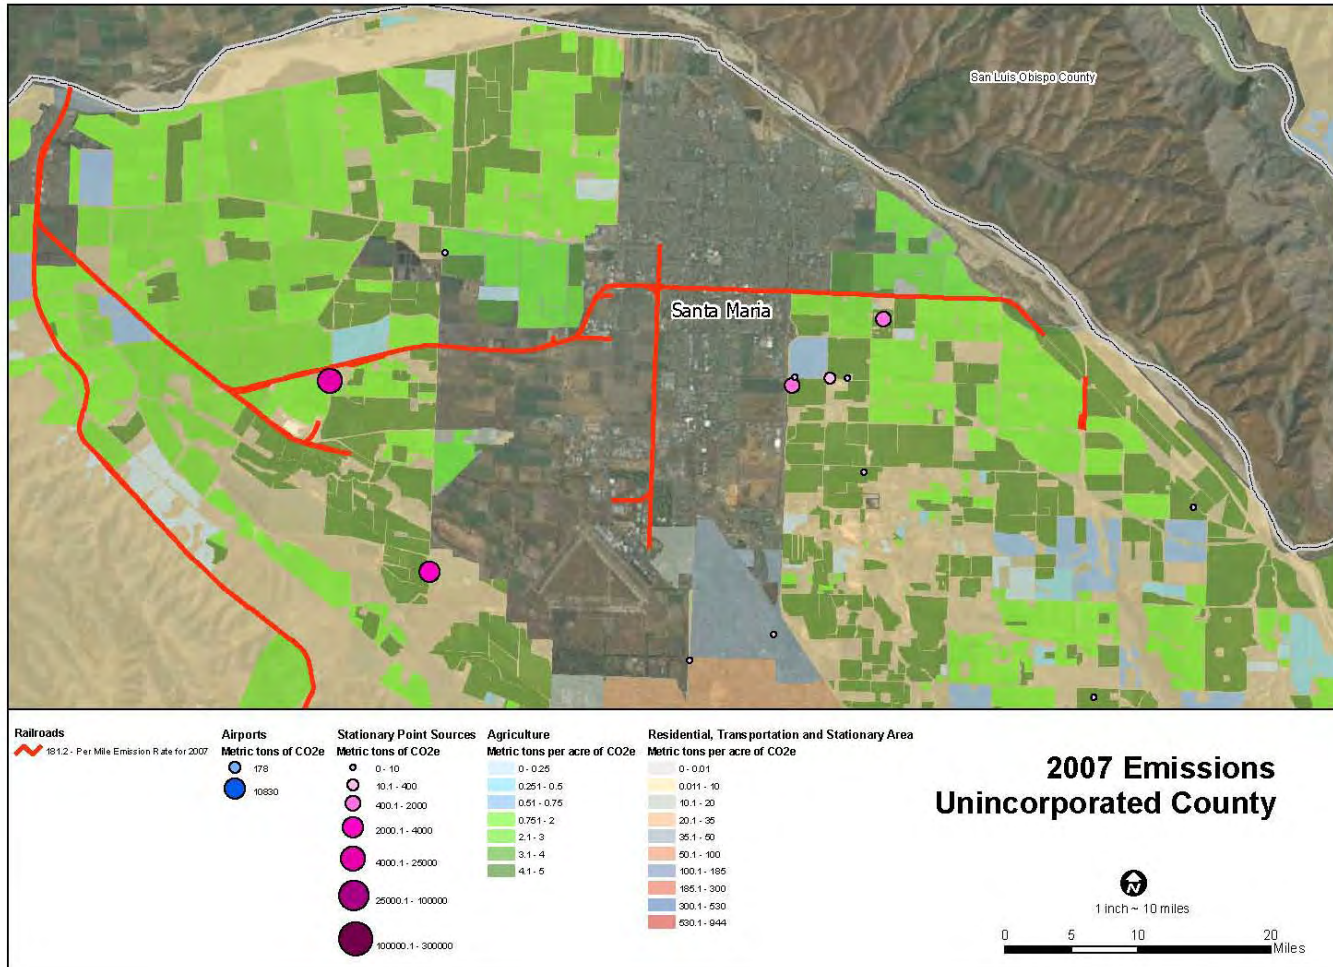 San Luis Obispo County
Santa Maria
Railroads
181.2 - Per Mile Emission Rate for 2007
Airports
Metric tons of CO2e
178
10830
Stationary Point Sources
Metric tons of CO2e
0 - 10
10.1 - 400
400.1 - 2000
2000.1 - 4000
4000.1 - 25000
25000.1 - 100000
100000.1 - 300000
Agriculture
Metric tons per acre of CO2e
0 - 0.25
0.251 - 0.5
0.51 - 0.75
0.751 - 2
2.1 - 3
3.1 - 4
4.1 - 5
Residential, Transportation and Stationary Area
Metric tons per acre of CO2e
0 - 0.01
0.011 - 10
10.1 - 20
20.1 - 35
35.1 - 50
50.1 - 100
100.1 - 185
185.1 - 300
300.1 - 530
530.1 - 944
2007 Emissions
Unincorporated County
N
1 inch ~ 10 miles
0 5 10 20
Miles